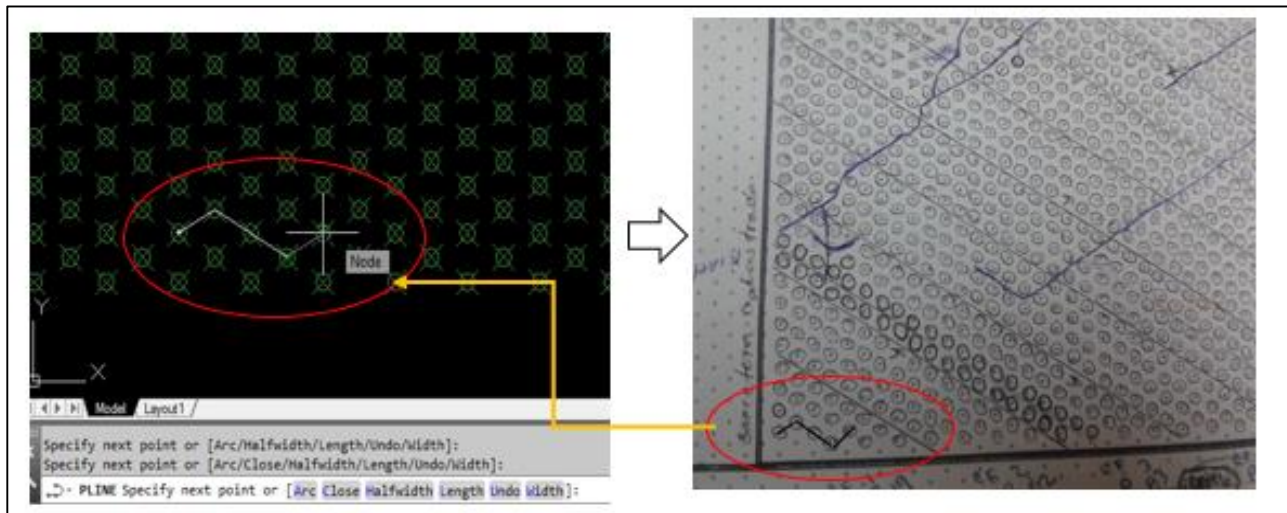 Node
Y
X
Model Layout1
Specify next point or [Arc/Halfwidth/Length/Undo/Width]:
Specify next point or [Arc/Close/Halfwidth/Length/Undo/Width]:
PLINE Specify next point or [Arc Close Halfwidth Length Undo Width]: